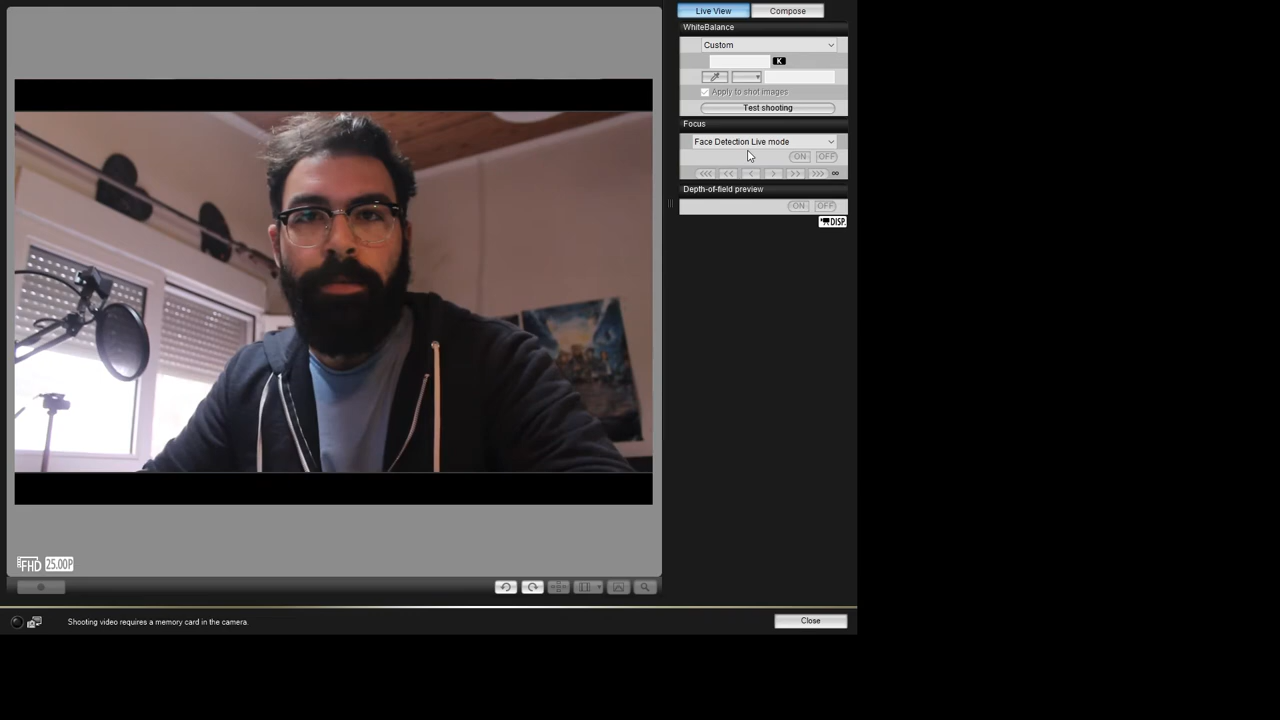 Live View
Compose
WhiteBalance
Custom
K
Apply to shot images
Test shooting
Focus
Face Detection Live mode
ON OFF
<<< << < > >> >>> ∞
Depth-of-field preview
ON OFF
DISP.
FHD 25.00P
Shooting video requires a memory card in the camera.
Close